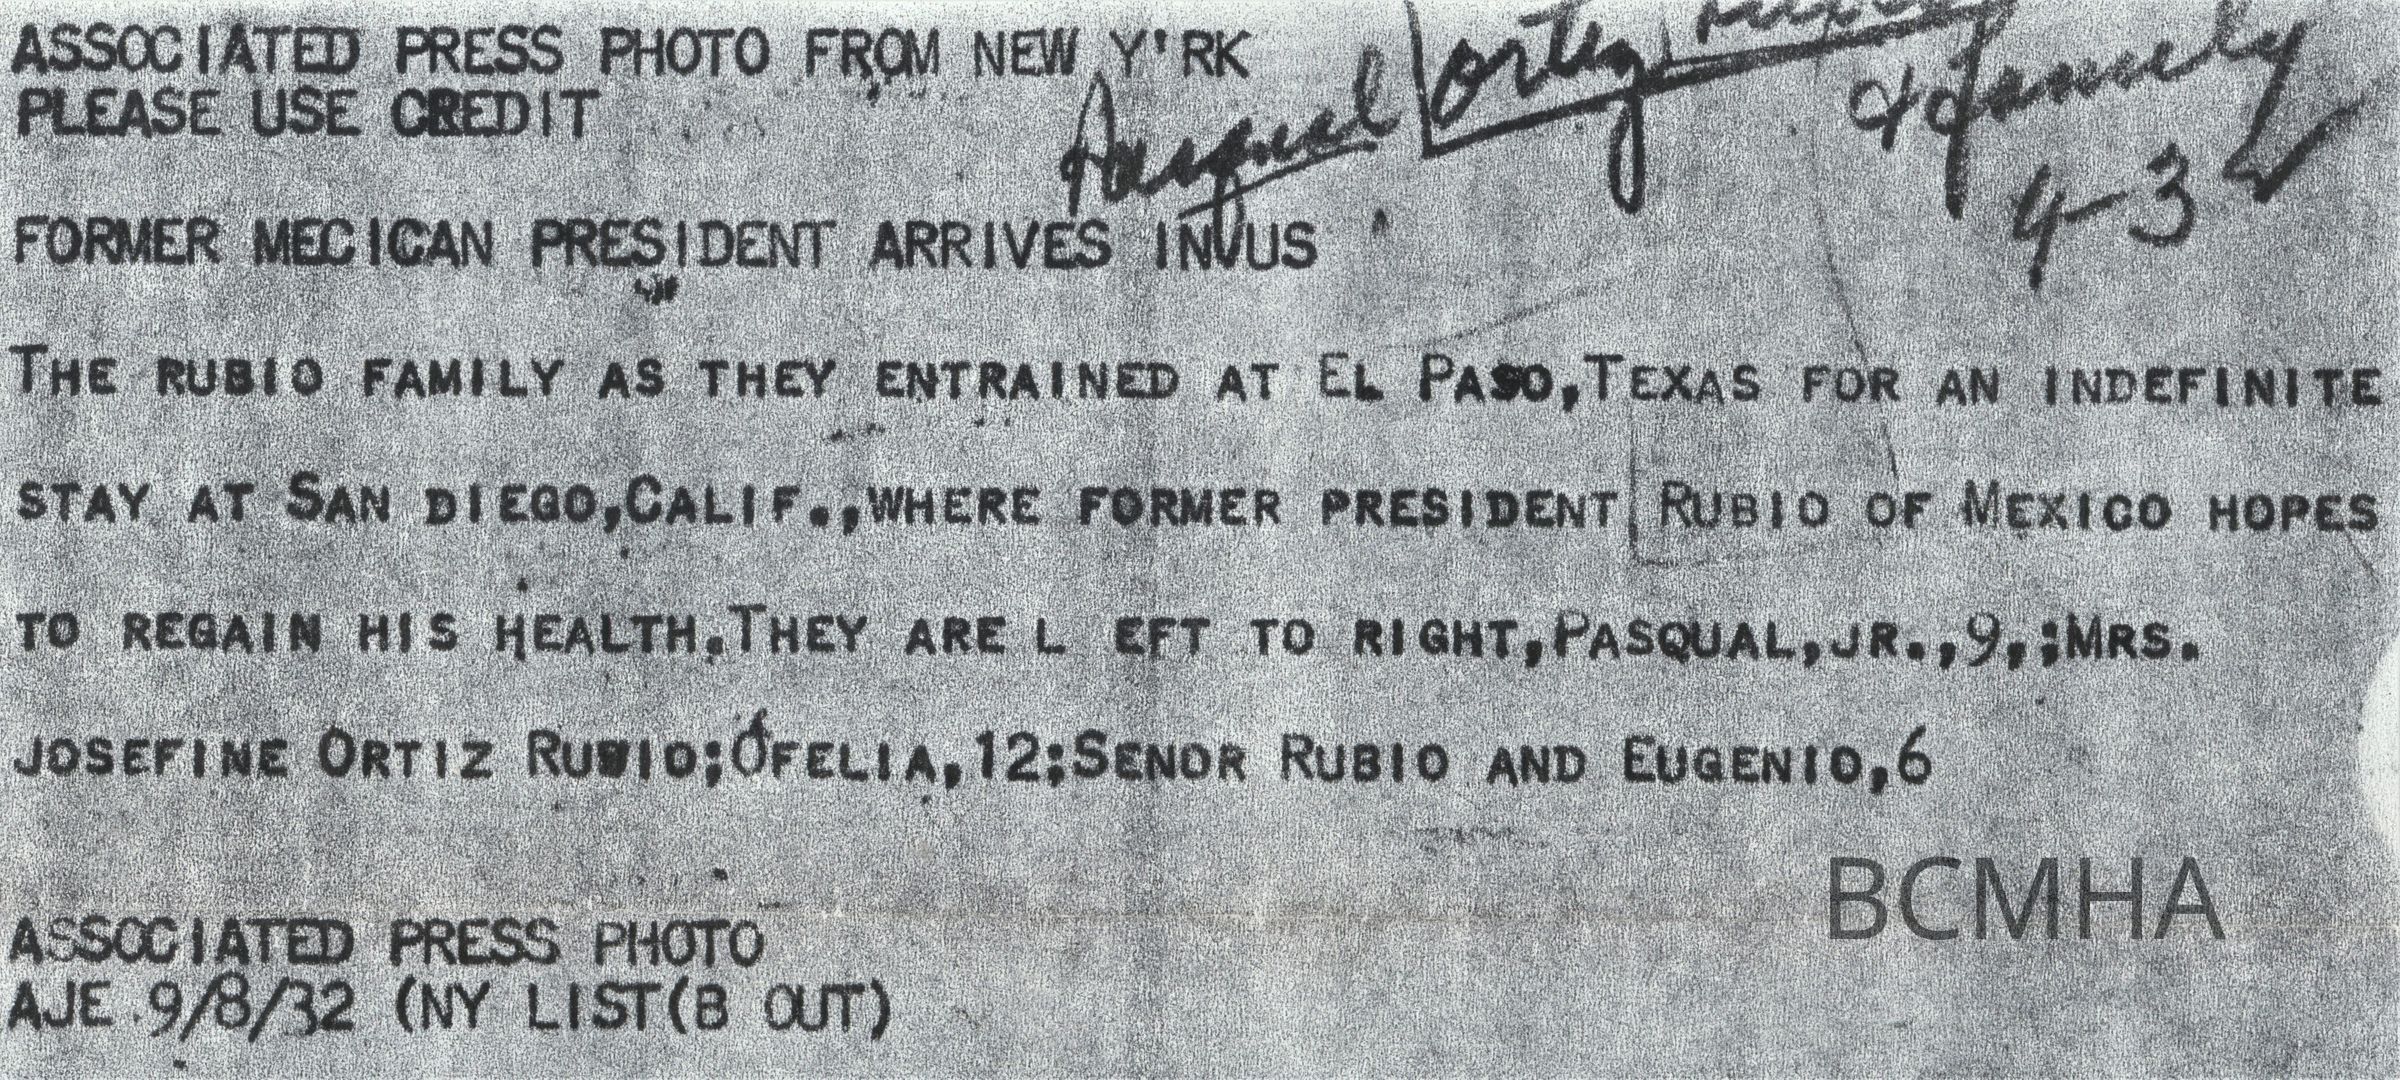 ASSOCIATED PRESS PHOTO FROM NEW Y'RK
PLEASE USE CREDIT
Pasqual Ortiz Rubio & family
4-3
FORMER MECICAN PRESIDENT ARRIVES IN US
THE RUBIO FAMILY AS THEY ENTRAINED AT EL PASO,TEXAS FOR AN INDEFINITE
STAY AT SAN DIEGO,CALIF.,WHERE FORMER PRESIDENT RUBIO OF MEXICO HOPES
TO REGAIN HIS HEALTH.THEY ARE L EFT TO RIGHT,PASQUAL,JR.,9,;MRS.
JOSEFINE ORTIZ RUBIO;OFELIA,12;SENOR RUBIO AND EUGENIO,6
BCMHA
ASSOCIATED PRESS PHOTO
AJE 9/8/32 (NY LIST(B OUT)